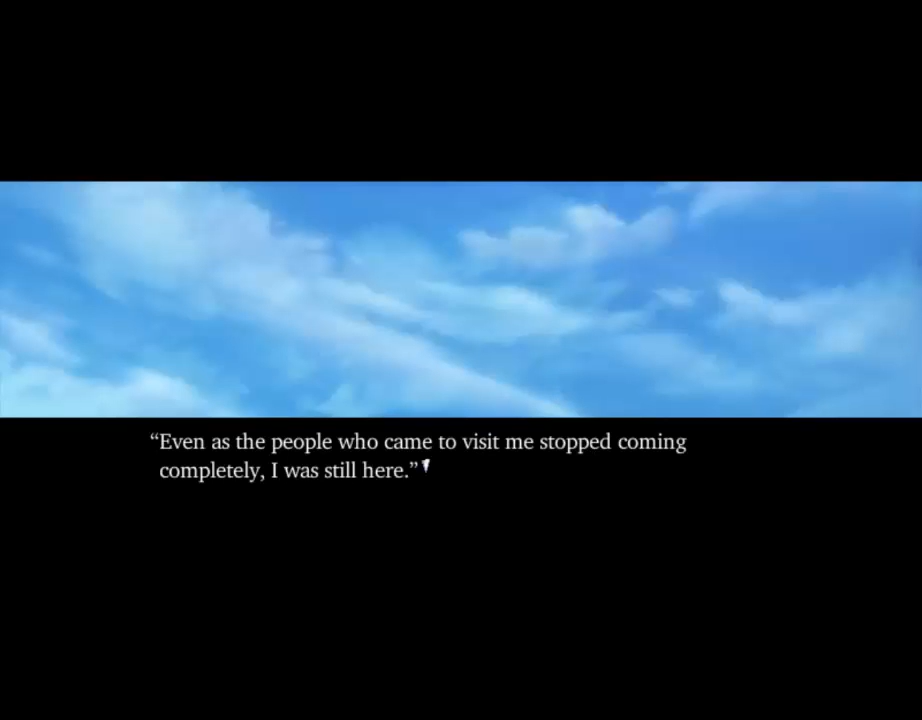 “Even as the people who came to visit me stopped coming
completely, I was still here.”